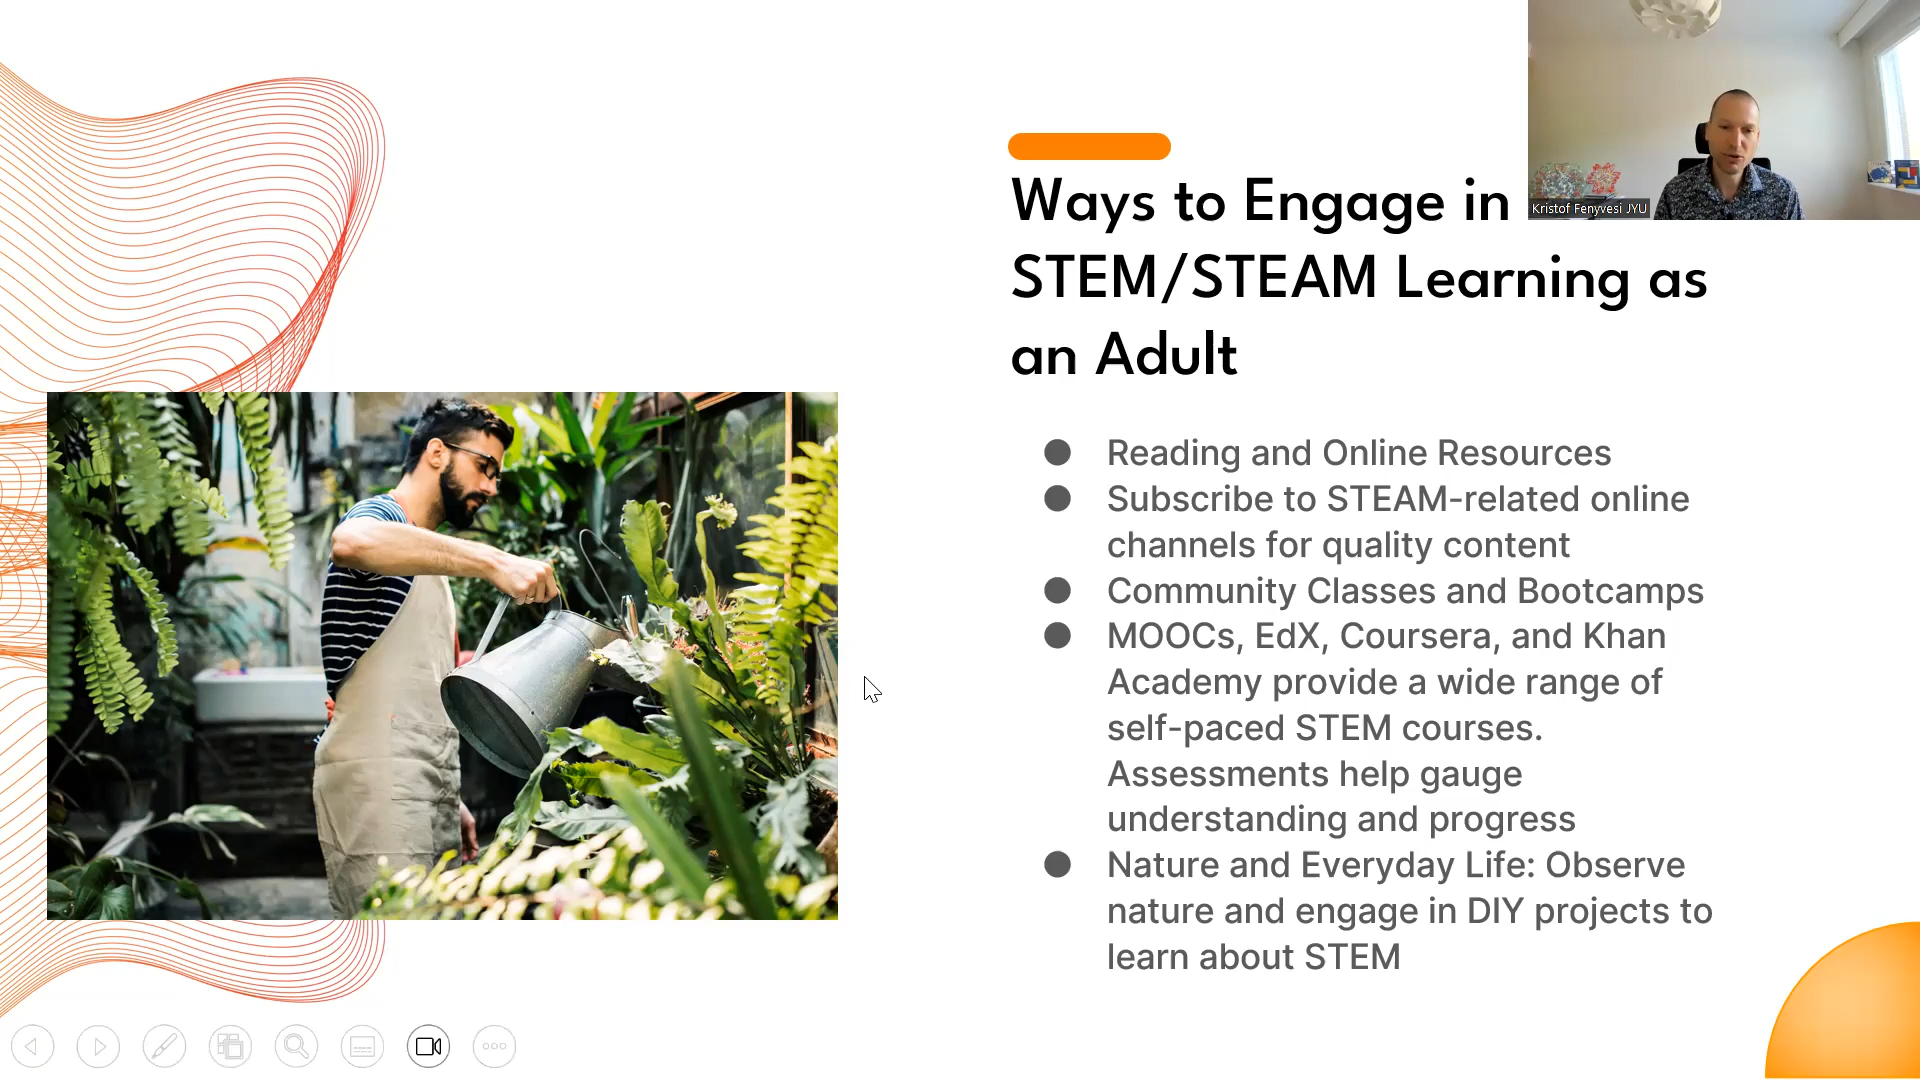 Ways to Engage in
STEM/STEAM Learning as
an Adult
Kristof Fenyvesi JYU
● Reading and Online Resources
● Subscribe to STEAM-related online
channels for quality content
● Community Classes and Bootcamps
● MOOCs, EdX, Coursera, and Khan
Academy provide a wide range of
self-paced STEM courses.
Assessments help gauge
understanding and progress
● Nature and Everyday Life: Observe
nature and engage in DIY projects to
learn about STEM